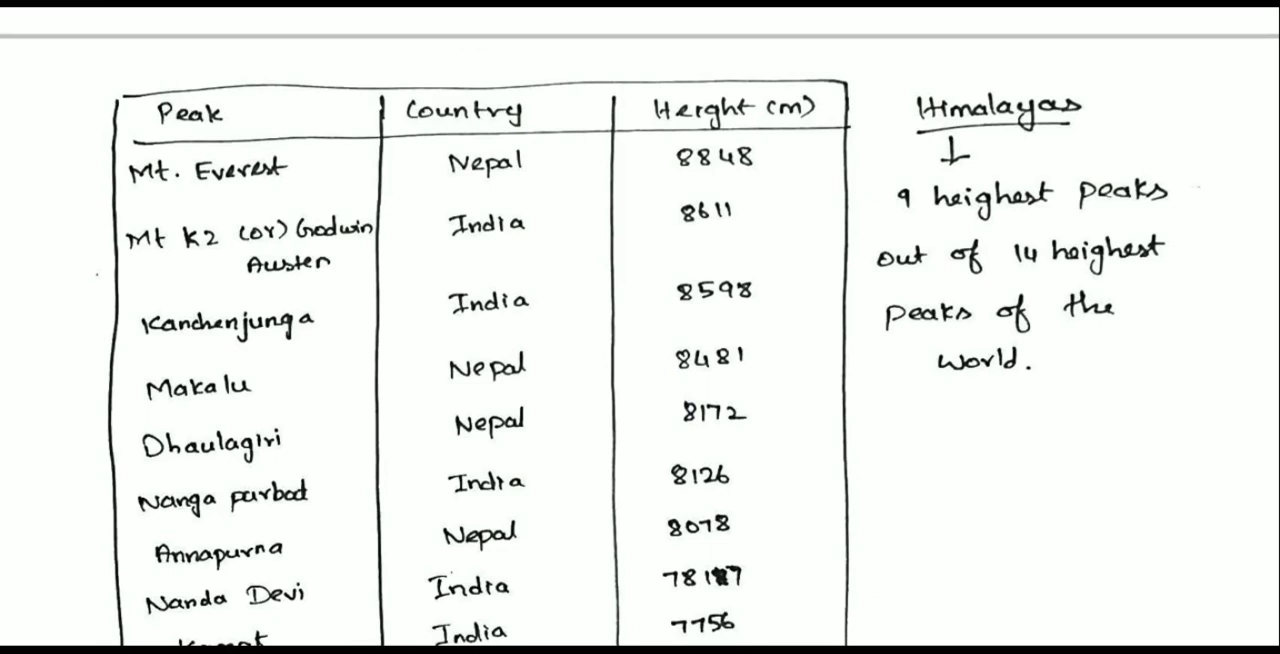 Peak Country Height (m)
Mt. Everest Nepal 8848
Mt K2 (or) Godwin India 8611
Austen
Kanchenjunga India 8598
Makalu Nepal 8481
Dhaulagiri Nepal 8172
Nanga parbat India 8126
Annapurna Nepal 8078
Nanda Devi India 7817
India 7756
Himalayas
↓
9 heighest peaks
out of 14 heighest
peaks of the
world.